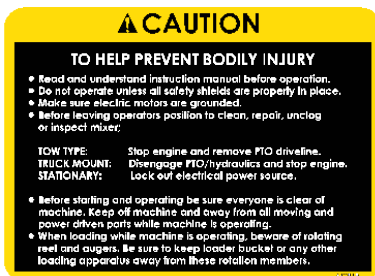 CAUTION
TO HELP PREVENT BODILY INJURY
• Read and understand instruction manual before operation.
• Do not operate unless all safety shields are properly in place.
• Make sure electric motors are grounded.
• Before leaving operators position to clean, repair, unclog
or inspect mixer;
TOW TYPE: Stop engine and remove PTO driveline.
TRUCK MOUNT: Disengage PTO/hydraulics and stop engine.
STATIONARY: Lock out electrical power source.
• Before starting and operating be sure everyone is clear of
machine. Keep off machine and away from all moving and
power driven parts while machine is operating.
• When loading while machine is operating, beware of rotating
reel and augers. Be sure to keep loader bucket or any other
loading apparatus away from these rotation members.